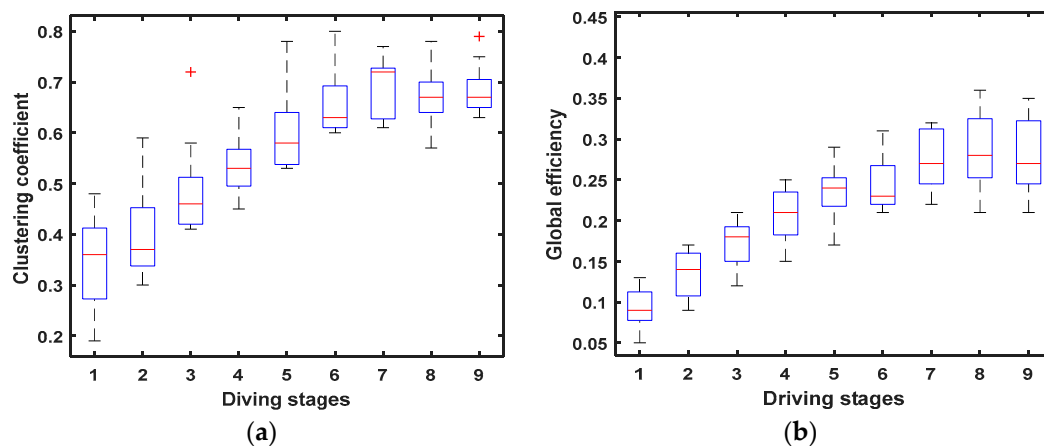 0.8
0.7
0.6
0.5
0.4
0.3
0.2
Clustering coefficient
1 2 3 4 5 6 7 8 9
Diving stages
(a)
0.45
0.4
0.35
0.3
0.25
0.2
0.15
0.1
0.05
Global efficiency
1 2 3 4 5 6 7 8 9
Driving stages
(b)